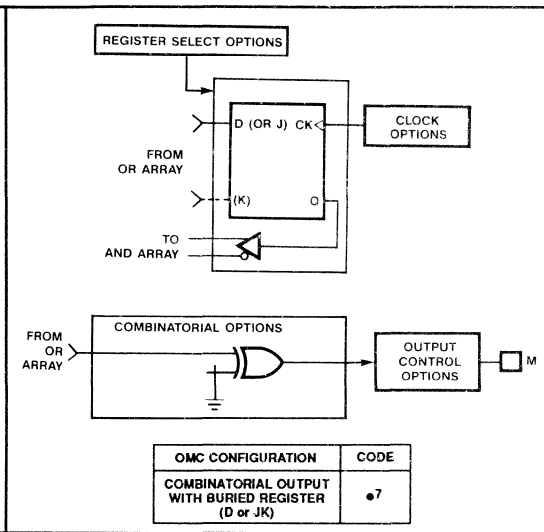 REGISTER SELECT OPTIONS
D (OR J) CK
CLOCK
OPTIONS
FROM
OR ARRAY
(K)
Q
TO
AND ARRAY
COMBINATORIAL OPTIONS
FROM
OR
ARRAY
OUTPUT
CONTROL
OPTIONS
M
OMC CONFIGURATION CODE
COMBINATORIAL OUTPUT
WITH BURIED REGISTER
(D or JK)
●7